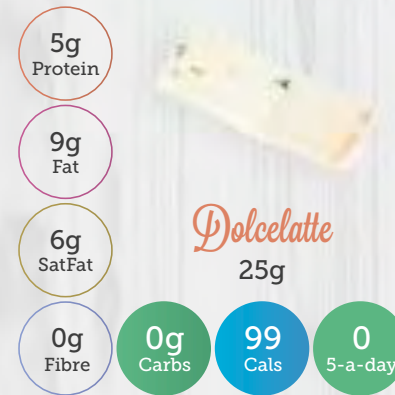 5g
Protein
9g
Fat
6g
SatFat
Dolcelatte
25g
0g
Fibre
0g
Carbs
99
Cals
0
5-a-day